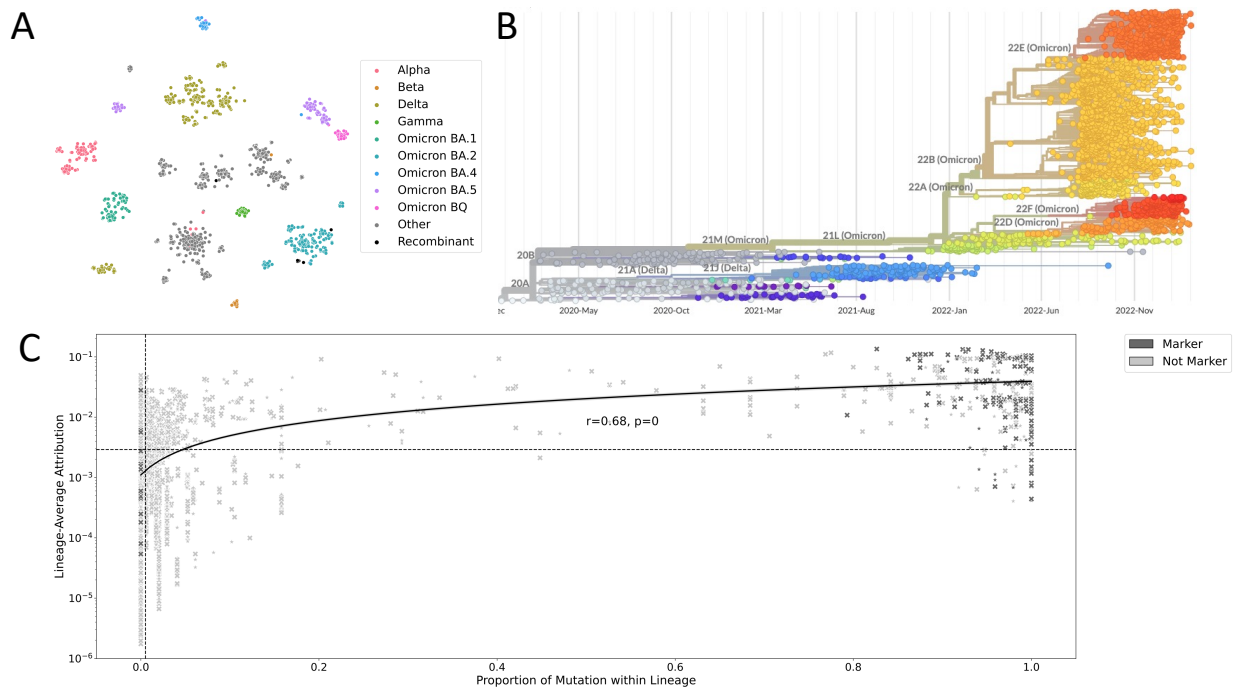 A
B
Alpha
Beta
Delta
Gamma
Omicron BA.1
Omicron BA.2
Omicron BA.4
Omicron BA.5
Omicron BQ
Other
Recombinant
22E (Omicron)
22B (Omicron)
22A (Omicron)
22F (Omicron)
22D (Omicron)
21M (Omicron)
21L (Omicron)
20B
21A (Delta)
21J (Delta)
20A
ec
2020-May
2020-Oct
2021-Mar
2021-Aug
2022-Jan
2022-Jun
2022-Nov
C
Marker
Not Marker
10⁻¹
10⁻²
10⁻³
10⁻⁴
10⁻⁵
10⁻⁶
Lineage-Average Attribution
r=0.68, p=0
0.0
0.2
0.4
0.6
0.8
1.0
Proportion of Mutation within Lineage